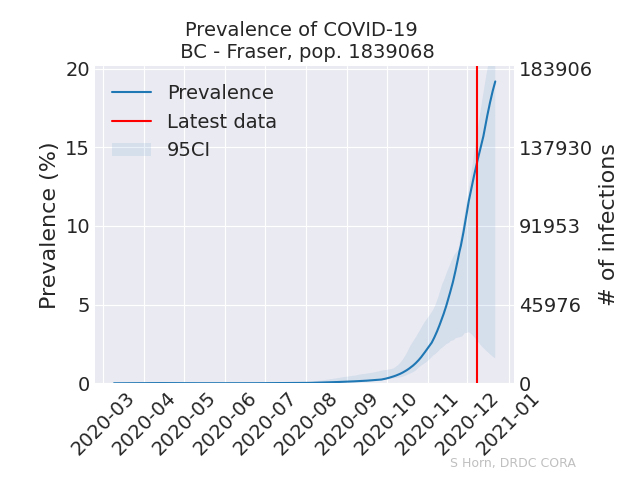 Prevalence of COVID-19
BC - Fraser, pop. 1839068
Prevalence
Latest data
95CI
Prevalence (%)
20
15
10
5
0
183906
137930
91953
45976
0
# of infections
2020-03
2020-04
2020-05
2020-06
2020-07
2020-08
2020-09
2020-10
2020-11
2020-12
2021-01
S Horn, DRDC CORA